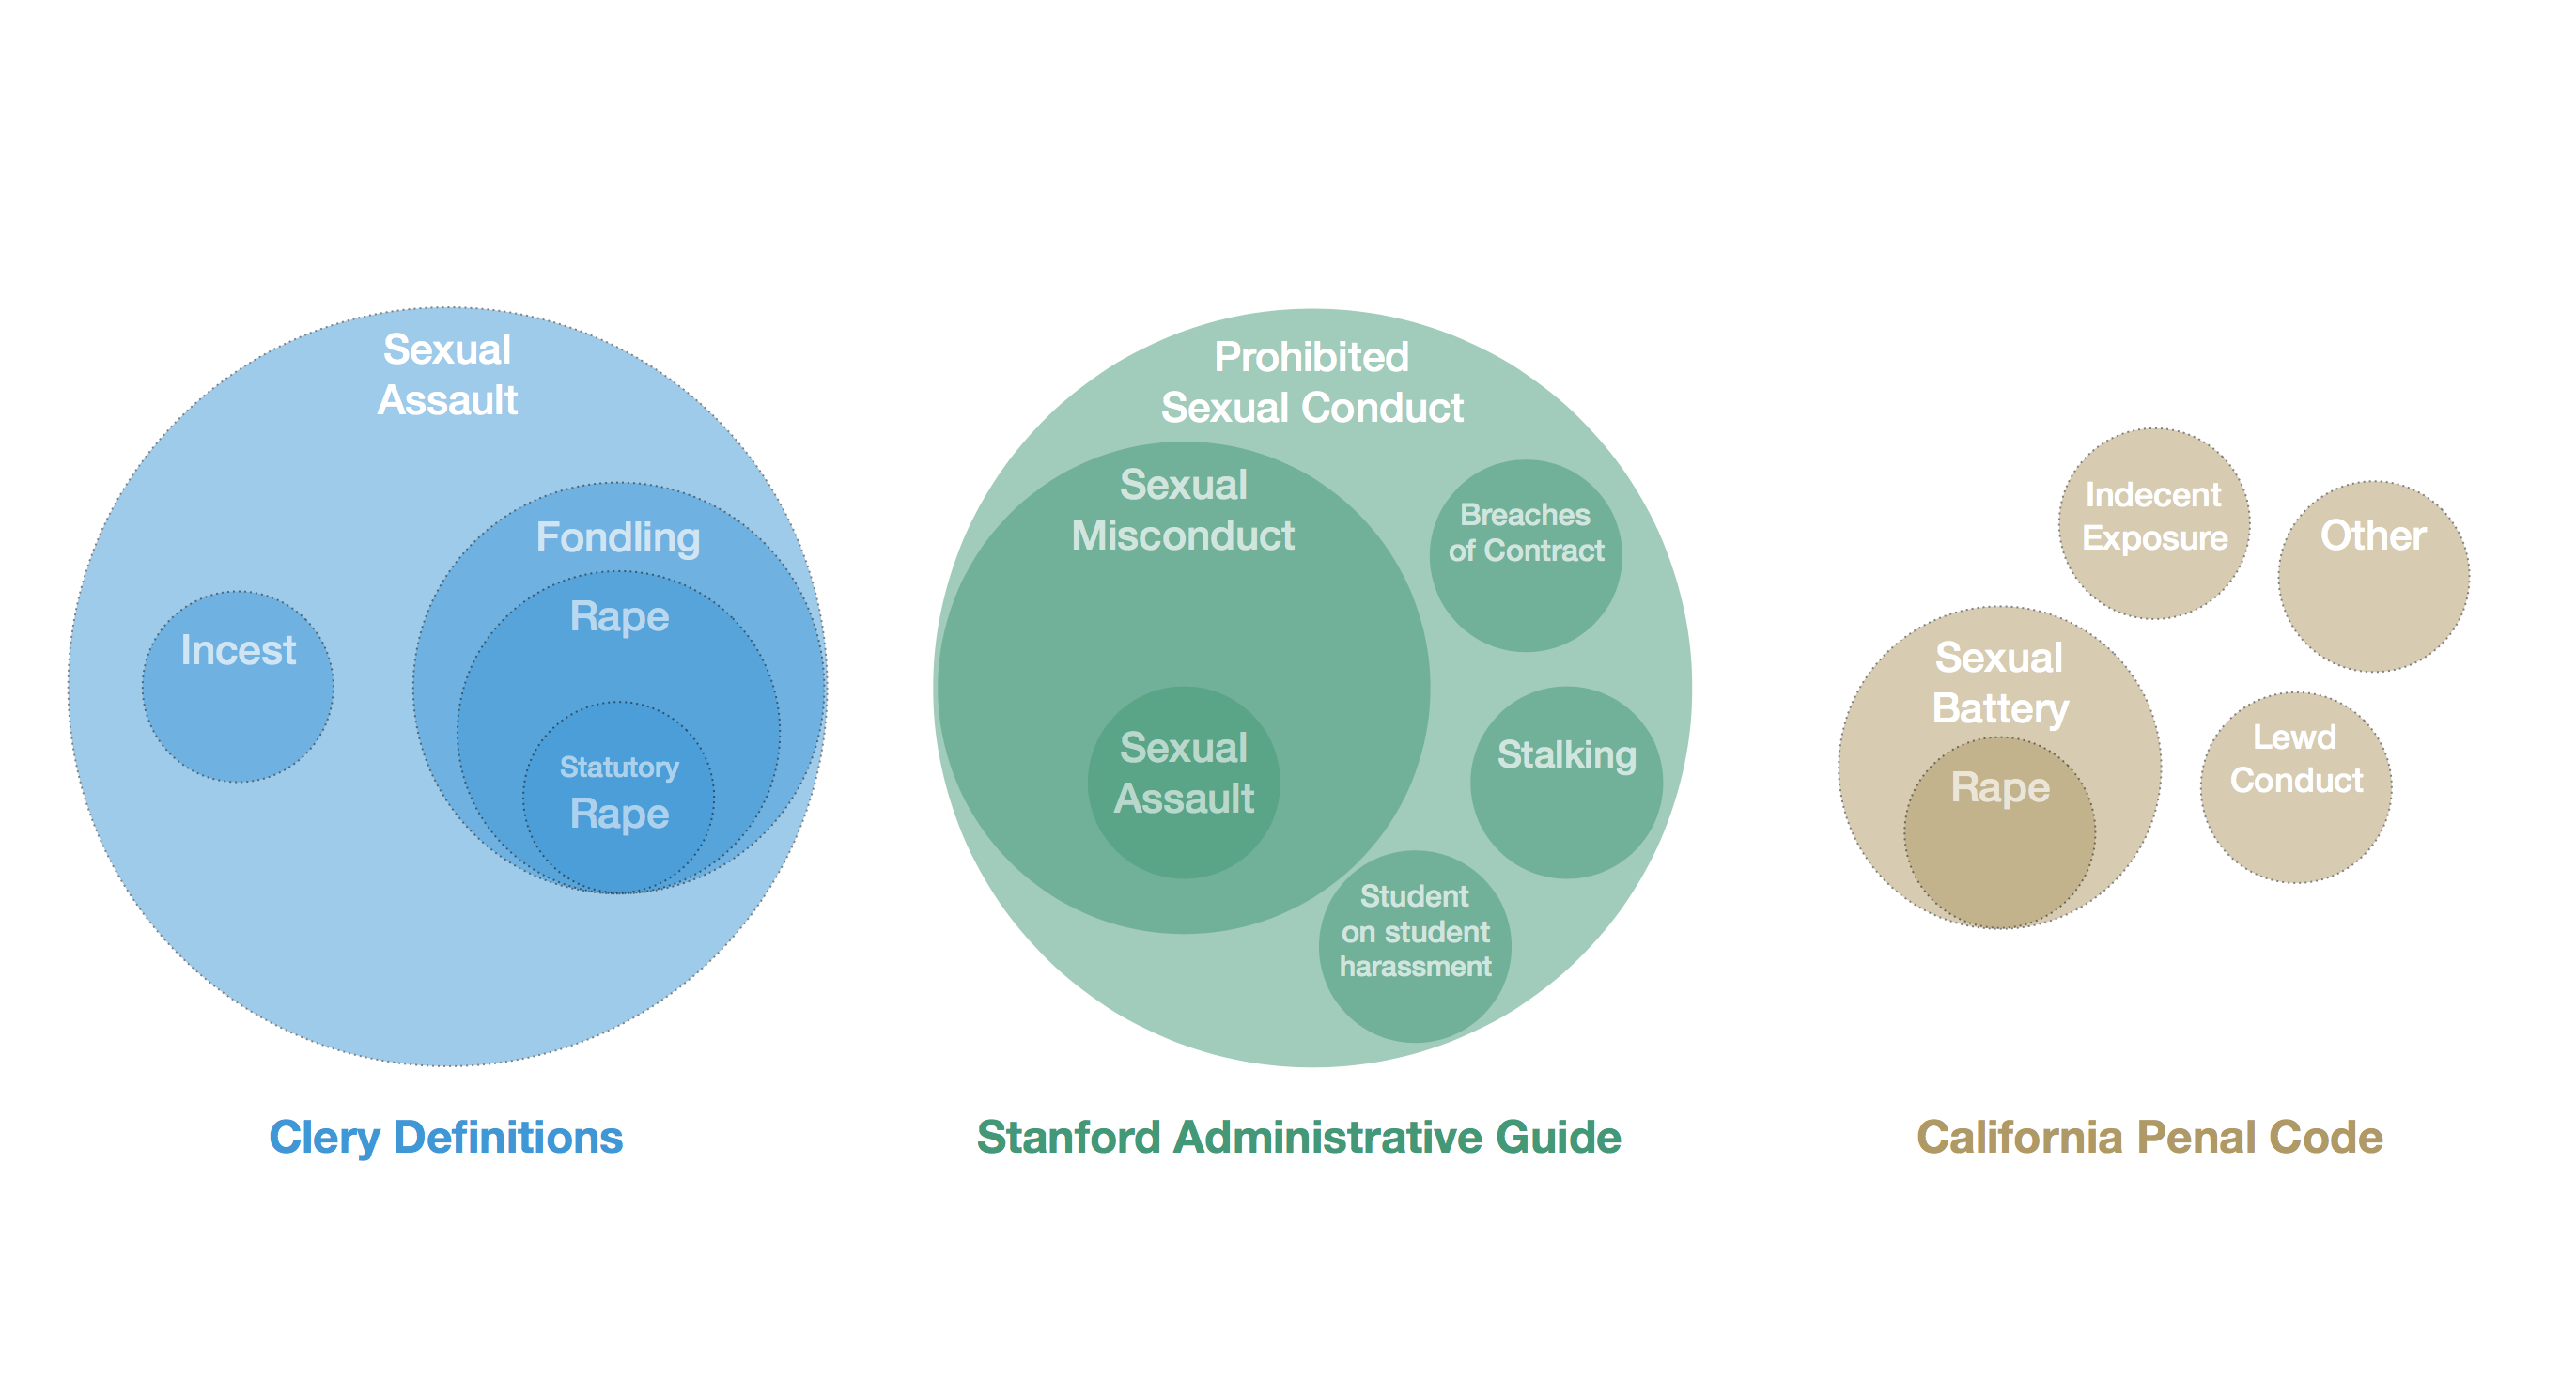 Sexual
Assault
Incest
Fondling
Rape
Statutory
Rape
Clery Definitions
Prohibited
Sexual Conduct
Sexual
Misconduct
Sexual
Assault
Breaches
of Contract
Stalking
Student
on student
harassment
Stanford Administrative Guide
Indecent
Exposure
Other
Sexual
Battery
Rape
Lewd
Conduct
California Penal Code